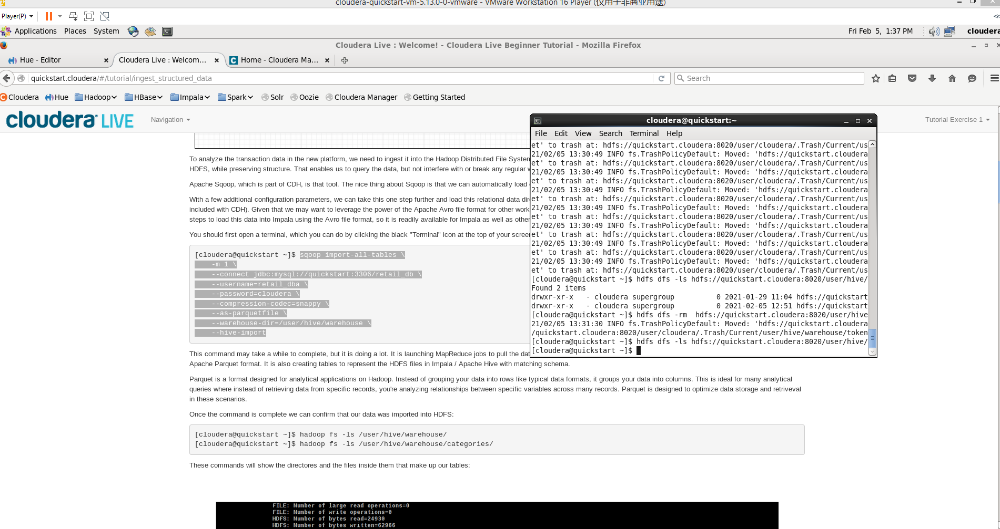 cloudera-quickstart-vm-5.13.0-0-vmware - VMware Workstation 16 Player (仅用于非商业用途)
Player(P)
Applications Places System
Fri Feb 5, 1:37 PM
cloudera
Cloudera Live : Welcome! - Cloudera Live Beginner Tutorial - Mozilla Firefox
Hue - Editor
Cloudera Live : Welcom...
Home - Cloudera Ma...
quickstart.cloudera/#/tutorial/ingest_structured_data
Search
Cloudera Hue Hadoop HBase Impala Spark Solr Oozie Cloudera Manager Getting Started
cloudera LIVE
Navigation
Tutorial Exercise 1
To analyze the transaction data in the new platform, we need to ingest it into the Hadoop Distributed File System
HDFS, while preserving structure. That enables us to query the data, but not interfere with or break any regular
Apache Sqoop, which is part of CDH, is that tool. The nice thing about Sqoop is that we can automatically load
With a few additional configuration parameters, we can take this one step further and load this relational data
included with CDH). Given that we may want to leverage the power of the Apache Avro file format for other
steps to load this data into Impala using the Avro file format, so it is readily available for Impala as well as other
You should first open a terminal, which you can do by clicking the black "Terminal" icon at the top of your
[cloudera@quickstart ~]$ sqoop import-all-tables \
-m 1 \
--connect jdbc:mysql://quickstart:3306/retail_db \
--username=retail_dba \
--password=cloudera \
--compression-codec=snappy \
--as-parquetfile \
--warehouse-dir=/user/hive/warehouse \
--hive-import
This command may take a while to complete, but it is doing a lot. It is launching MapReduce jobs to pull the
Apache Parquet format. It is also creating tables to represent the HDFS files in Impala / Apache Hive with matching schema.
Parquet is a format designed for analytical applications on Hadoop. Instead of grouping your data into rows like typical data formats, it groups your data into columns. This is ideal for many analytical
queries where instead of retrieving data from specific records, you're analyzing relationships between specific variables across many records. Parquet is designed to optimize data storage and retriveval
in these scenarios.
Once the command is complete we can confirm that our data was imported into HDFS:
[cloudera@quickstart ~]$ hadoop fs -ls /user/hive/warehouse/
[cloudera@quickstart ~]$ hadoop fs -ls /user/hive/warehouse/categories/
These commands will show the directores and the files inside them that make up our tables:
FILE: Number of large read operations=0
FILE: Number of write operations=0
HDFS: Number of bytes read=24930
HDFS: Number of bytes written=62966
cloudera@quickstart:~
File Edit View Search Terminal Help
et' to trash at: hdfs://quickstart.cloudera:8020/user/cloudera/.Trash/Current/us
21/02/05 13:30:49 INFO fs.TrashPolicyDefault: Moved: 'hdfs://quickstart.cloudera
et' to trash at: hdfs://quickstart.cloudera:8020/user/cloudera/.Trash/Current/us
21/02/05 13:30:49 INFO fs.TrashPolicyDefault: Moved: 'hdfs://quickstart.cloudera
et' to trash at: hdfs://quickstart.cloudera:8020/user/cloudera/.Trash/Current/us
21/02/05 13:30:49 INFO fs.TrashPolicyDefault: Moved: 'hdfs://quickstart.cloudera
et' to trash at: hdfs://quickstart.cloudera:8020/user/cloudera/.Trash/Current/us
21/02/05 13:30:49 INFO fs.TrashPolicyDefault: Moved: 'hdfs://quickstart.cloudera
et' to trash at: hdfs://quickstart.cloudera:8020/user/cloudera/.Trash/Current/us
21/02/05 13:30:49 INFO fs.TrashPolicyDefault: Moved: 'hdfs://quickstart.cloudera
et' to trash at: hdfs://quickstart.cloudera:8020/user/cloudera/.Trash/Current/us
21/02/05 13:30:49 INFO fs.TrashPolicyDefault: Moved: 'hdfs://quickstart.cloudera
et' to trash at: hdfs://quickstart.cloudera:8020/user/cloudera/.Trash/Current/us
21/02/05 13:30:49 INFO fs.TrashPolicyDefault: Moved: 'hdfs://quickstart.cloudera
et' to trash at: hdfs://quickstart.cloudera:8020/user/cloudera/.Trash/Current/us
[cloudera@quickstart ~]$ hdfs dfs -ls hdfs://quickstart.cloudera:8020/user/hive/
Found 2 items
drwxr-xr-x - cloudera supergroup 0 2021-01-29 11:04 hdfs://quickstart
drwxr-xr-x - cloudera supergroup 0 2021-02-05 12:51 hdfs://quickstart
[cloudera@quickstart ~]$ hdfs dfs -rm hdfs://quickstart.cloudera:8020/user/hive
21/02/05 13:31:30 INFO fs.TrashPolicyDefault: Moved: 'hdfs://quickstart.cloudera
/quickstart.cloudera:8020/user/cloudera/.Trash/Current/user/hive/warehouse/token
[cloudera@quickstart ~]$ hdfs dfs -ls hdfs://quickstart.cloudera:8020/user/hive/
[cloudera@quickstart ~]$